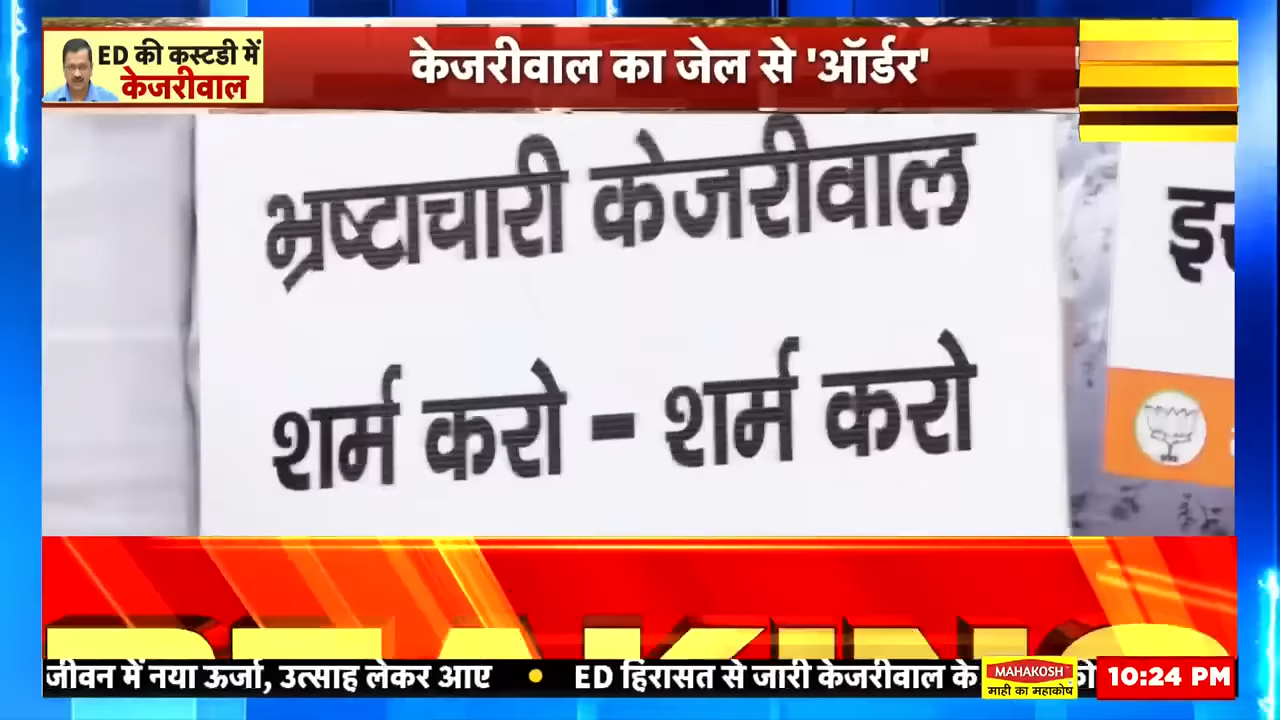 ED की कस्टडी में
केजरीवाल
केजरीवाल का जेल से 'ऑर्डर'
भ्रष्टाचारी केजरीवाल
शर्म करो - शर्म करो
जीवन में नया ऊर्जा, उत्साह लेकर आए • ED हिरासत से जारी केजरीवाल के
MAHAKOSH
माही का महाकोष
10:24 PM